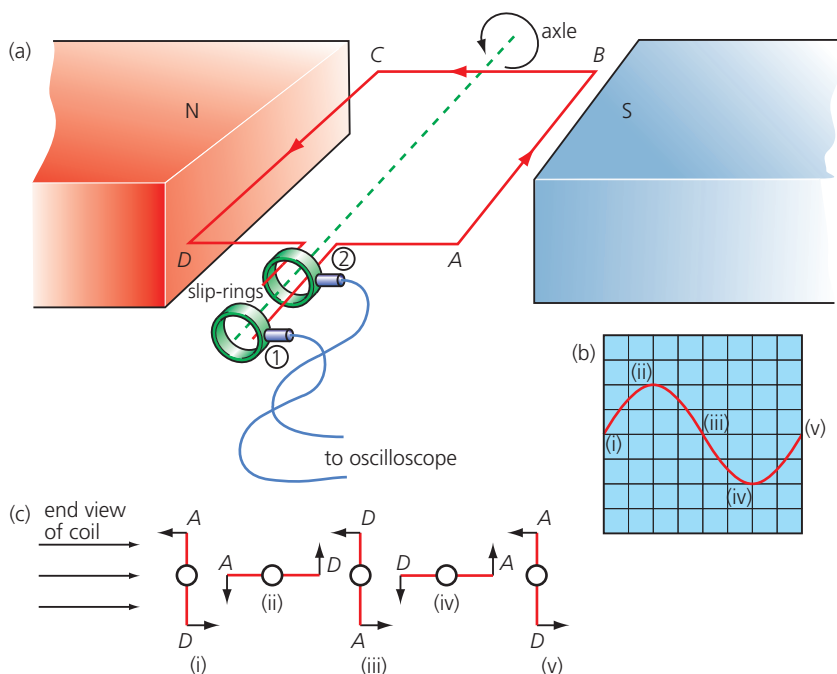 (a)
C
axle
B
N
S
D
A
②
slip-rings
①
to oscilloscope
(b)
(ii)
(i)
(iii)
(v)
(iv)
(c)
end view
of coil
A
D
(i)
A
D
(ii)
D
A
(iii)
D
A
(iv)
A
D
(v)